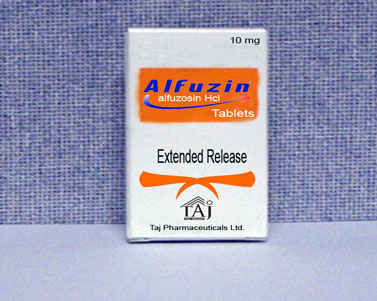 10 mg
Alfuzin
alfuzosin Hcl
Tablets
Extended Release
TAJ
Taj Pharmaceuticals Ltd.